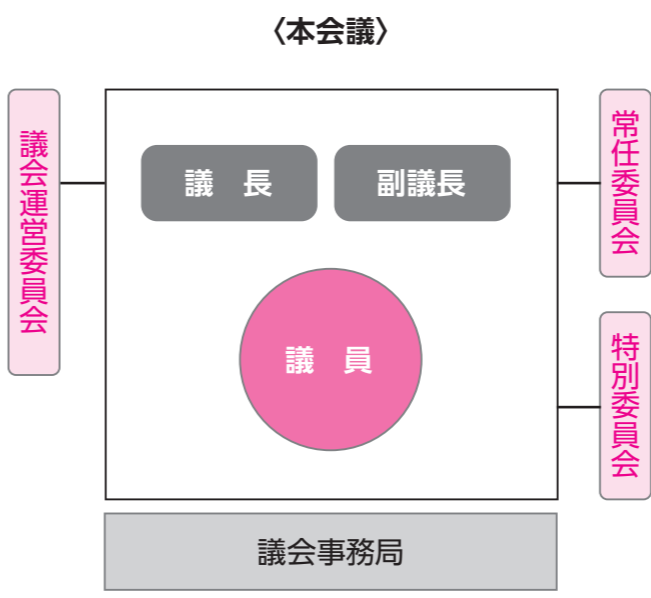 〈本会議〉
議会運営委員会
議　長
副議長
議　員
常任委員会
特別委員会
議会事務局